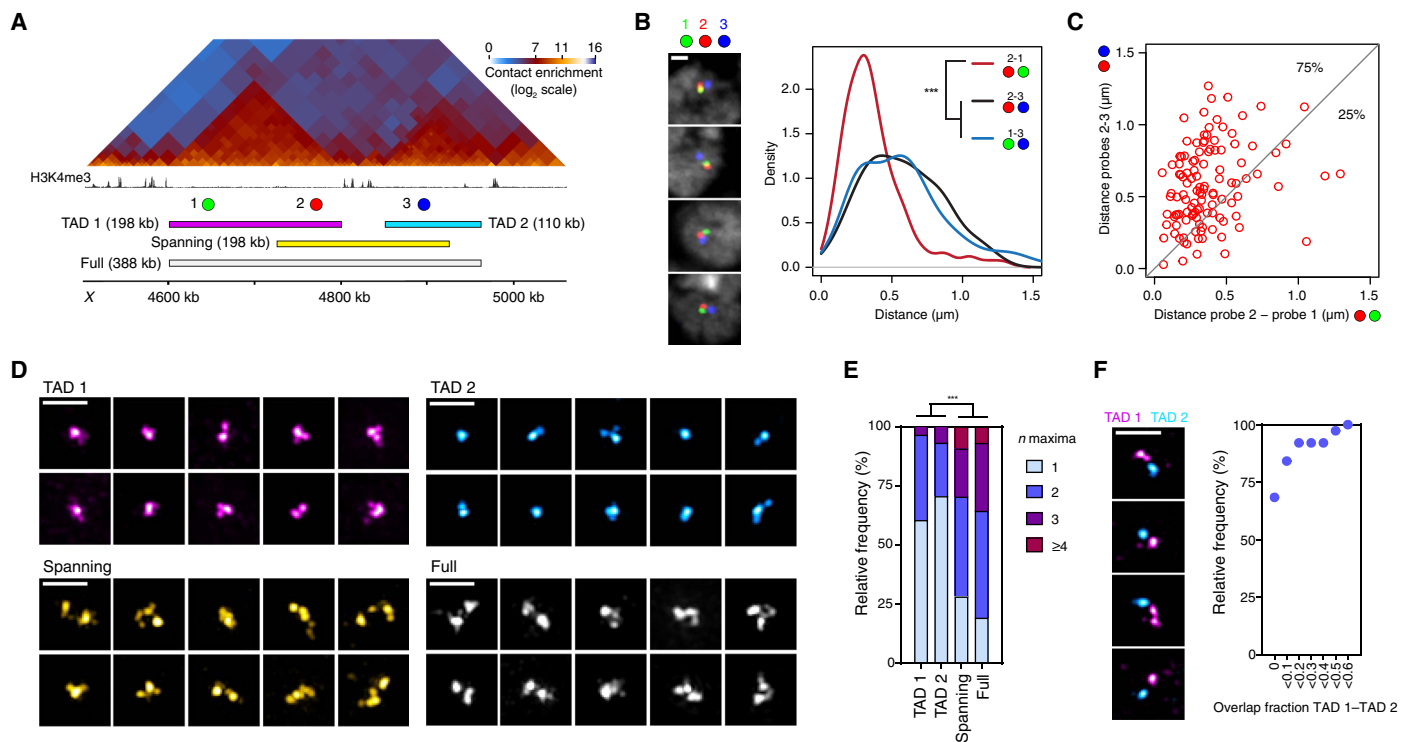 A
0 7 11 16
Contact enrichment
(log2 scale)
H3K4me3
1 2 3
TAD 1 (198 kb)
TAD 2 (110 kb)
Spanning (198 kb)
Full (388 kb)
X 4600 kb 4800 kb 5000 kb
B
1 2 3
Density
2.0
1.5
1.0
0.5
0.0
0.0 0.5 1.0 1.5
Distance (µm)
***
2-1
2-3
1-3
C
Distance probes 2-3 (µm)
1.5
1.0
0.5
0.0
75%
25%
0.0 0.5 1.0 1.5
Distance probe 2 – probe 1 (µm)
D
TAD 1
TAD 2
Spanning
Full
E
***
Relative frequency (%)
100
75
50
25
0
TAD 1
TAD 2
Spanning
Full
n maxima
1
2
3
≥4
F
TAD 1 TAD 2
Relative frequency (%)
100
75
50
25
0
0
<0.1
<0.2
<0.3
<0.4
<0.5
<0.6
Overlap fraction TAD 1–TAD 2